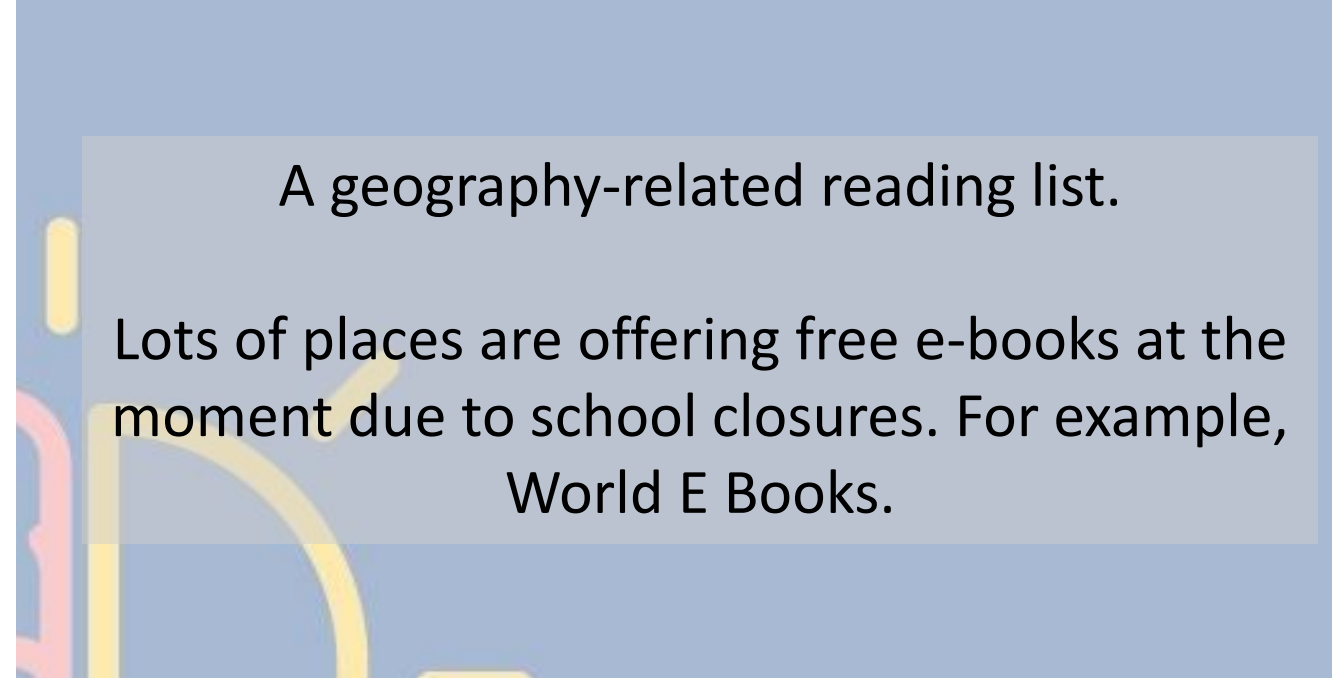 A geography-related reading list.
Lots of places are offering free e-books at the
moment due to school closures. For example,
World E Books.